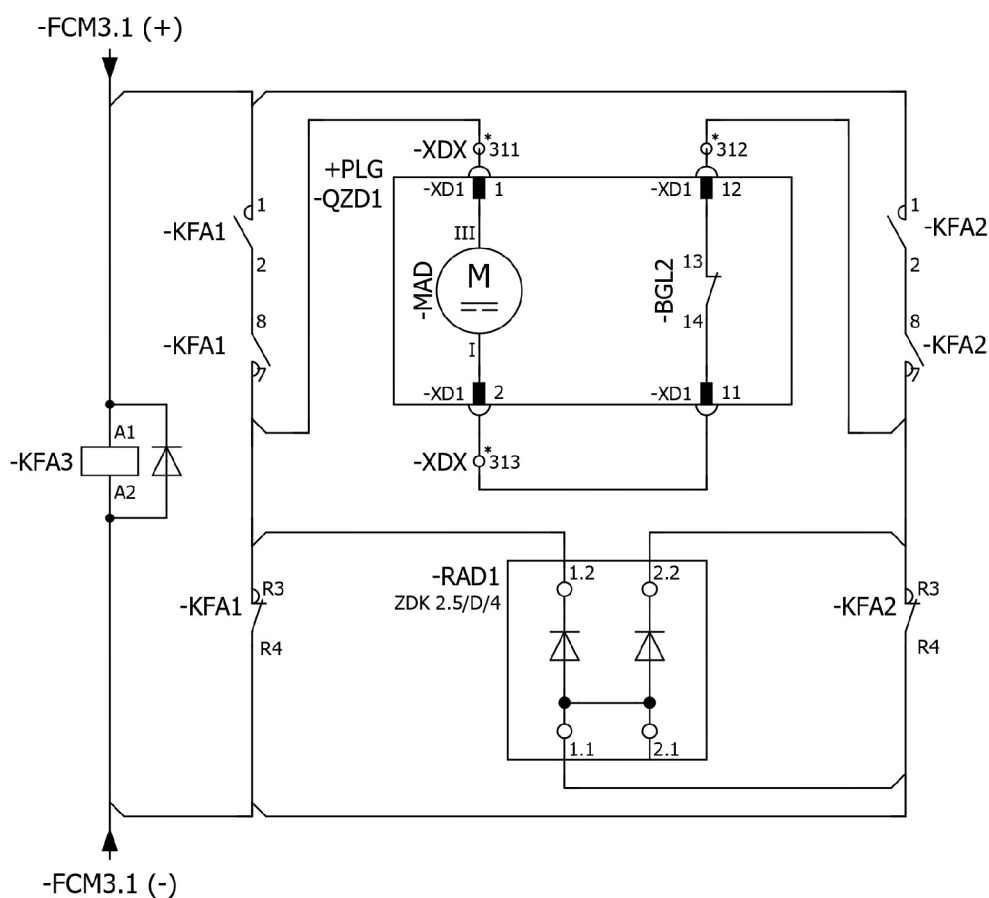 -FCM3.1 (+)
-XDX
*
311
*
312
+PLG
-QZD1
-XD1
1
-XD1
12
1
-KFA1
2
III
-MAD
M
I
13
-BGL2
14
1
-KFA2
2
8
-KFA1
7
8
-KFA2
7
-XD1
2
-XD1
11
A1
-KFA3
A2
-XDX
*
313
-RAD1
ZDK 2.5/D/4
1.2
2.2
R3
-KFA1
R4
R3
-KFA2
R4
1.1
2.1
-FCM3.1 (-)